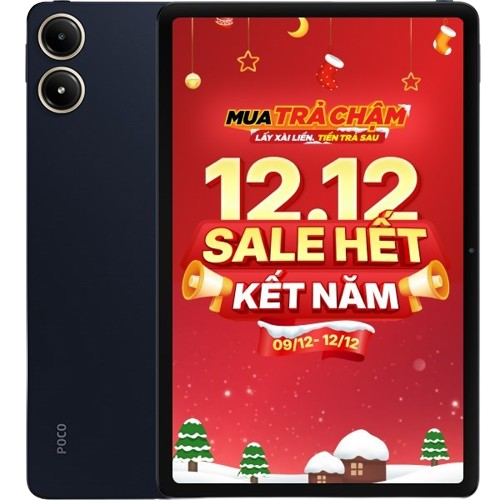 MUA TRẢ CHẬM
LẤY XÀI LIỀN, TIỀN TRẢ SAU
12.12
SALE HẾT
KẾT NĂM
09/12- 12/12
POCO